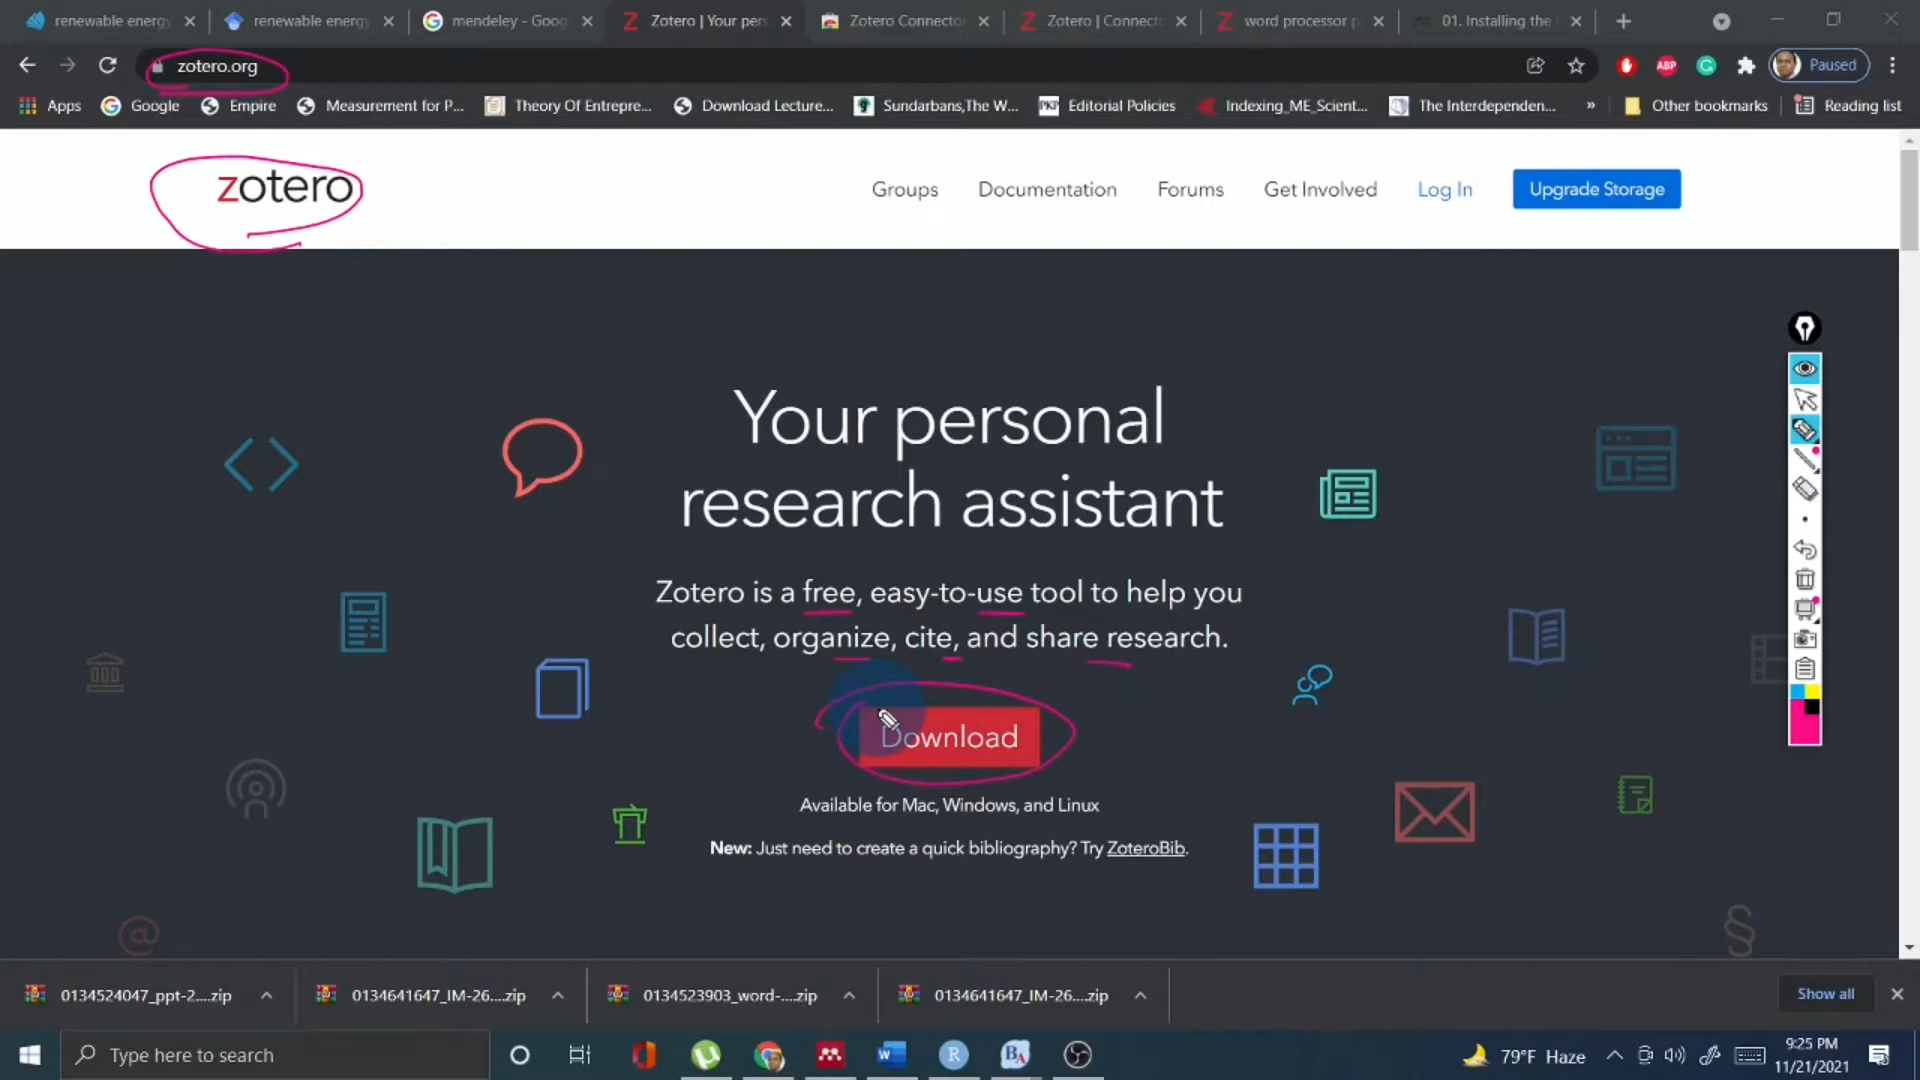 renewable energy
renewable energy
mendeley - Goog
Zotero | Your pers
Zotero Connecto
Zotero | Connect
word processor p
01. Installing the
zotero.org
ABP
Paused
Apps
Google
Empire
Measurement for P...
Theory Of Entrepre...
Download Lecture...
Sundarbans,The W...
PKP
Editorial Policies
Indexing_ME_Scient...
The Interdependen...
»
Other bookmarks
Reading list
zotero
Groups
Documentation
Forums
Get Involved
Log In
Upgrade Storage
Your personal
research assistant
Zotero is a free, easy-to-use tool to help you
collect, organize, cite, and share research.
Download
Available for Mac, Windows, and Linux
New: Just need to create a quick bibliography? Try ZoteroBib.
0134524047_ppt-2....zip
0134641647_IM-26....zip
0134523903_word-....zip
0134641647_IM-26....zip
Show all
Type here to search
79°F Haze
9:25 PM
11/21/2021